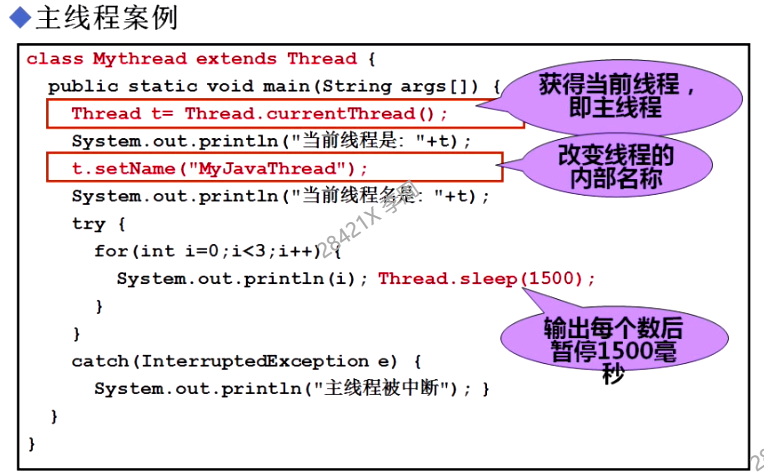 主线程案例
class Mythread extends Thread {
public static void main(String args[]) {
Thread t= Thread.currentThread();
System.out.println("当前线程是: "+t);
t.setName("MyJavaThread");
System.out.println("当前线程名是: "+t);
try {
for(int i=0;i<3;i++) {
System.out.println(i); Thread.sleep(1500);
}
}
catch(InterruptedException e) {
System.out.println("主线程被中断"); }
}
}
获得当前线程，
即主线程
改变线程的
内部名称
输出每个数后
暂停1500毫
秒
28421X
28